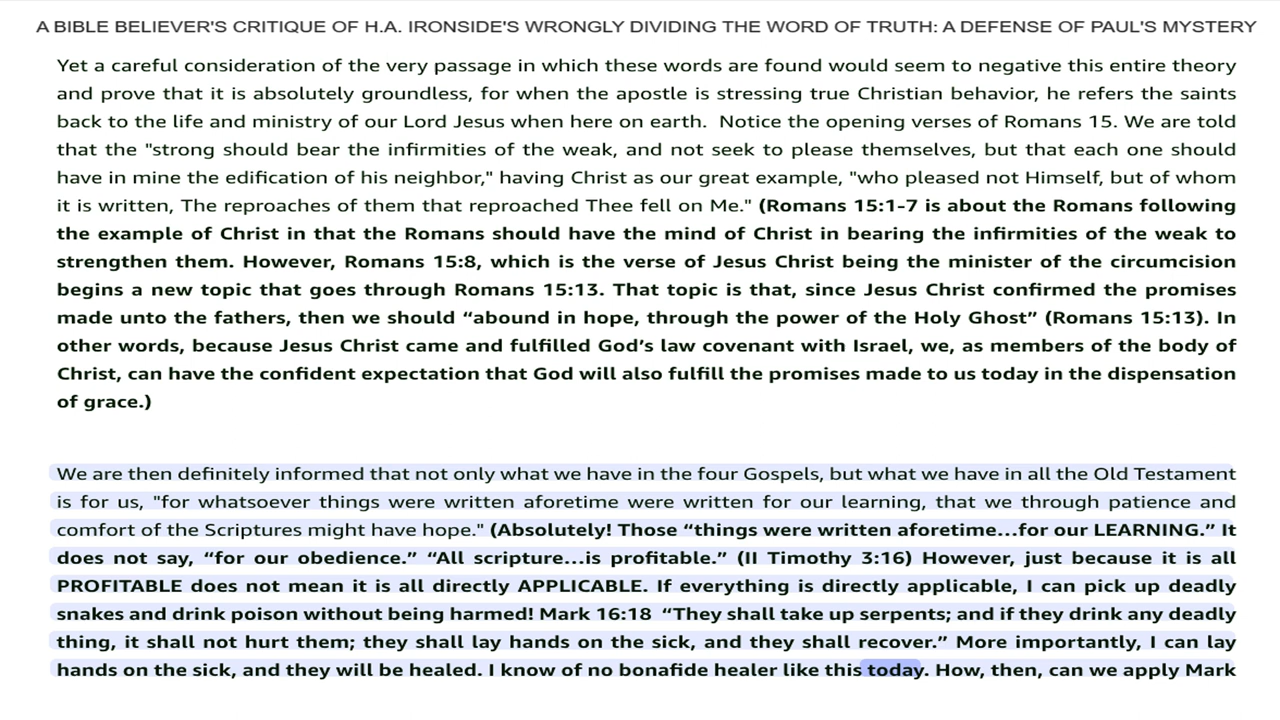 A BIBLE BELIEVER'S CRITIQUE OF H.A. IRONSIDE'S WRONGLY DIVIDING THE WORD OF TRUTH: A DEFENSE OF PAUL'S MYSTERY
Yet a careful consideration of the very passage in which these words are found would seem to negative this entire theory
and prove that it is absolutely groundless, for when the apostle is stressing true Christian behavior, he refers the saints
back to the life and ministry of our Lord Jesus when here on earth. Notice the opening verses of Romans 15. We are told
that the "strong should bear the infirmities of the weak, and not seek to please themselves, but that each one should
have in mine the edification of his neighbor," having Christ as our great example, "who pleased not Himself, but of whom
it is written, The reproaches of them that reproached Thee fell on Me." (Romans 15:1-7 is about the Romans following
the example of Christ in that the Romans should have the mind of Christ in bearing the infirmities of the weak to
strengthen them. However, Romans 15:8, which is the verse of Jesus Christ being the minister of the circumcision
begins a new topic that goes through Romans 15:13. That topic is that, since Jesus Christ confirmed the promises
made unto the fathers, then we should “abound in hope, through the power of the Holy Ghost” (Romans 15:13). In
other words, because Jesus Christ came and fulfilled God’s law covenant with Israel, we, as members of the body of
Christ, can have the confident expectation that God will also fulfill the promises made to us today in the dispensation
of grace.)
We are then definitely informed that not only what we have in the four Gospels, but what we have in all the Old Testament
is for us, "for whatsoever things were written aforetime were written for our learning, that we through patience and
comfort of the Scriptures might have hope." (Absolutely! Those “things were written aforetime…for our LEARNING.” It
does not say, “for our obedience.” “All scripture…is profitable.” (II Timothy 3:16) However, just because it is all
PROFITABLE does not mean it is all directly APPLICABLE. If everything is directly applicable, I can pick up deadly
snakes and drink poison without being harmed! Mark 16:18 “They shall take up serpents; and if they drink any deadly
thing, it shall not hurt them; they shall lay hands on the sick, and they shall recover.” More importantly, I can lay
hands on the sick, and they will be healed. I know of no bonafide healer like this today. How, then, can we apply Mark